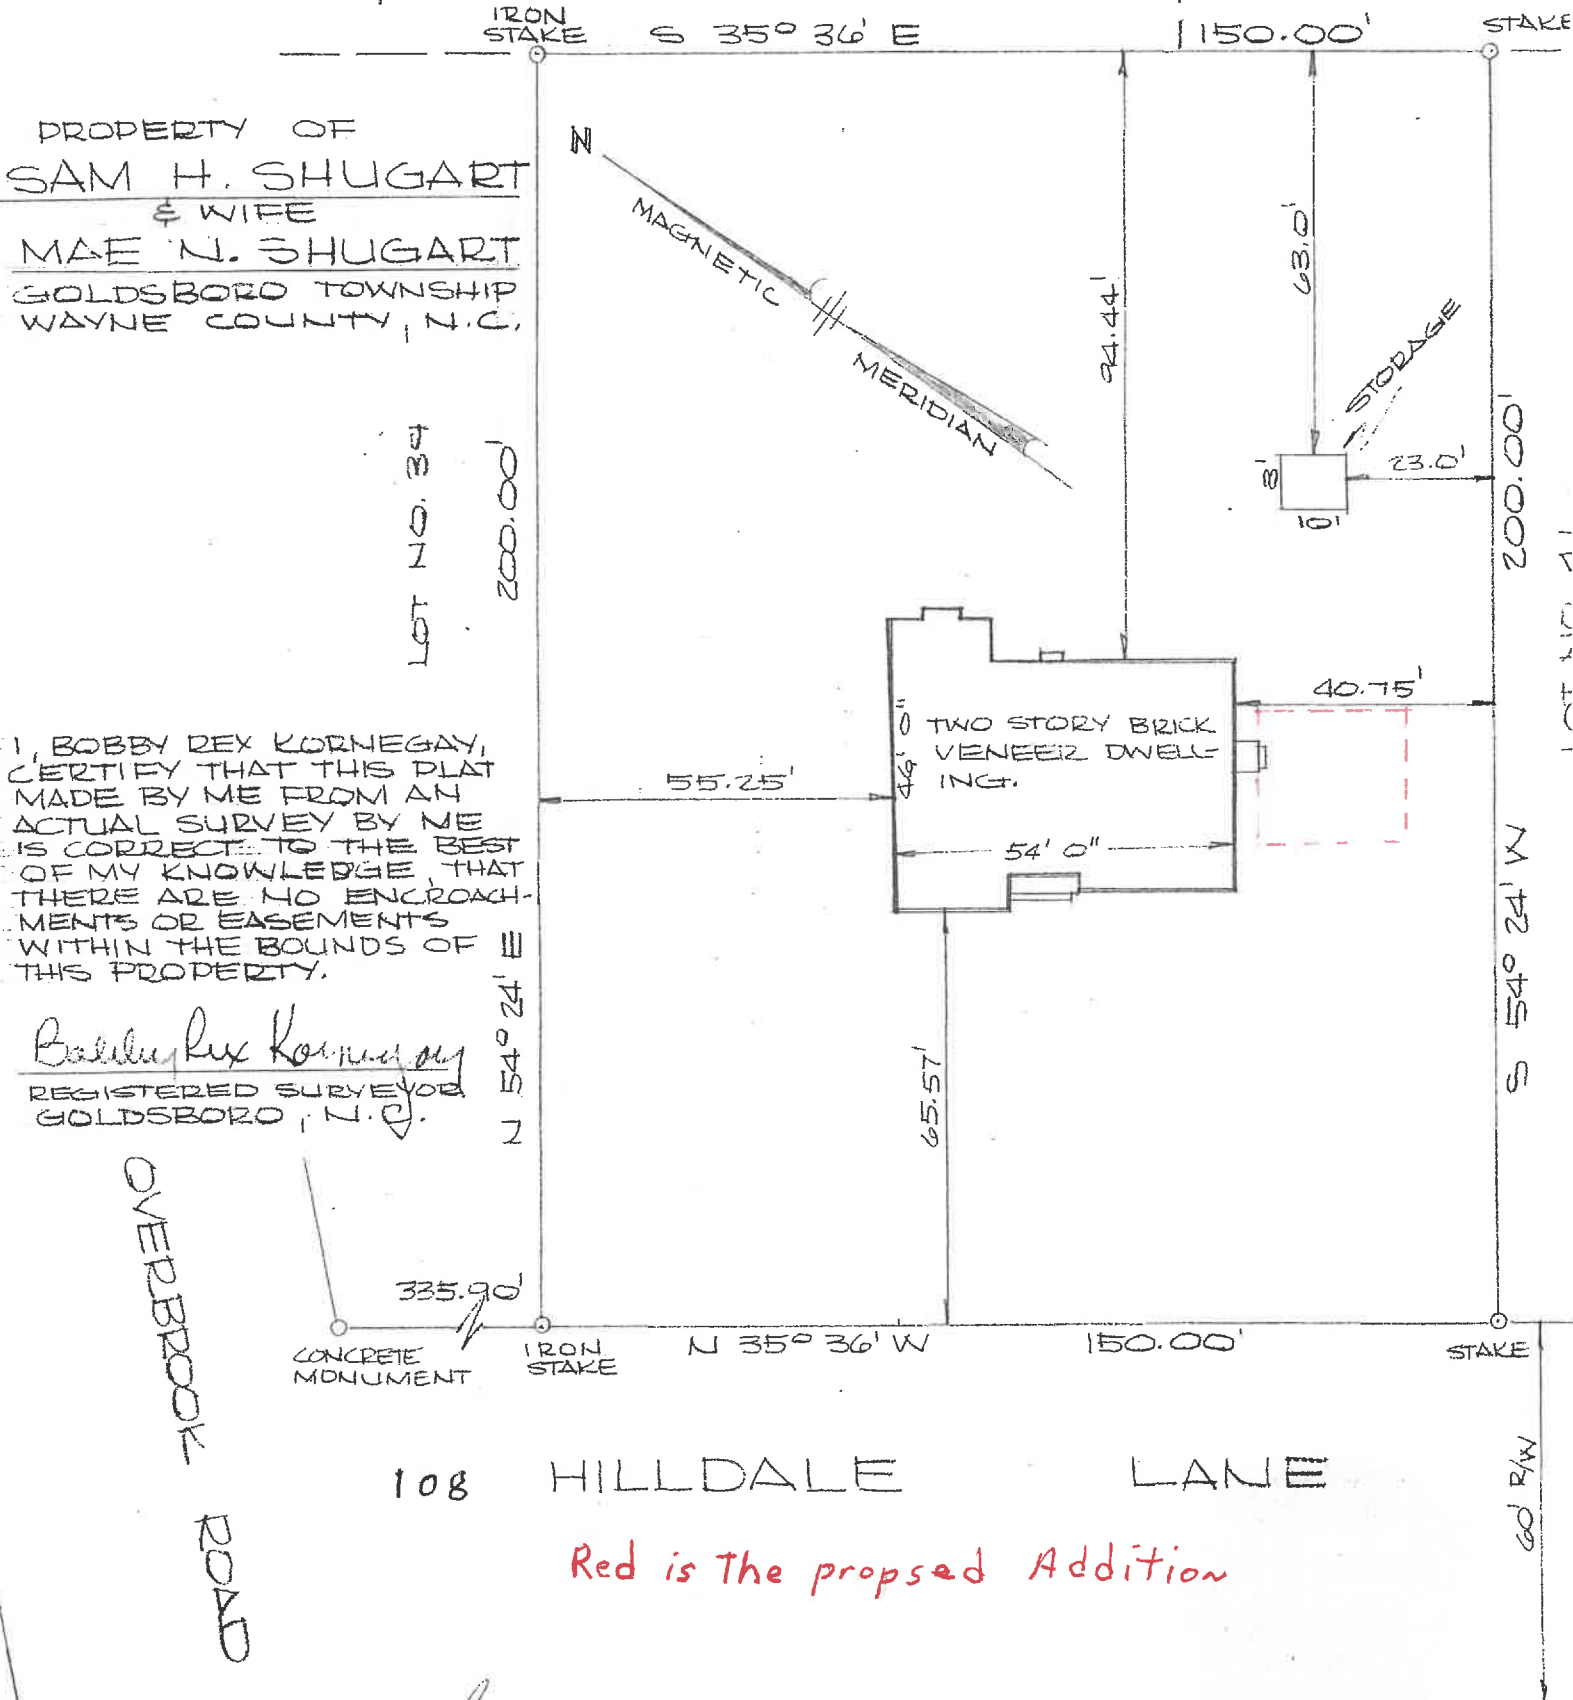 IRON
STAKE
S 35° 36' E
150.00'
STAKE
PROPERTY OF
SAM H. SHUGART
& WIFE
MAE N. SHUGART
GOLDSBORO TOWNSHIP
WAYNE COUNTY, N.C.
N
MAGNETIC
MERIDIAN
94.44'
63.0'
STORAGE
8'
10'
23.0'
200.00'
LOT NO. 34
200.00'
40.75'
46' 0"
TWO STORY BRICK
VENEER DWELL-
ING.
55.25'
54' 0"
I, BOBBY REX KORNEGAY,
CERTIFY THAT THIS PLAT
MADE BY ME FROM AN
ACTUAL SURVEY BY ME
IS CORRECT TO THE BEST
OF MY KNOWLEDGE, THAT
THERE ARE NO ENCROACH-
MENTS OR EASEMENTS
WITHIN THE BOUNDS OF
THIS PROPERTY.
Bobby Rex Kornegay
REGISTERED SURVEYOR
GOLDSBORO, N.C.
N 54° 24' E
65.57'
S 54° 24' W
OVERBROOK ROAD
335.90'
CONCRETE
MONUMENT
IRON
STAKE
N 35° 36' W
150.00'
STAKE
108 HILLDALE LANE
60' R/W
Red is The propsed Addition